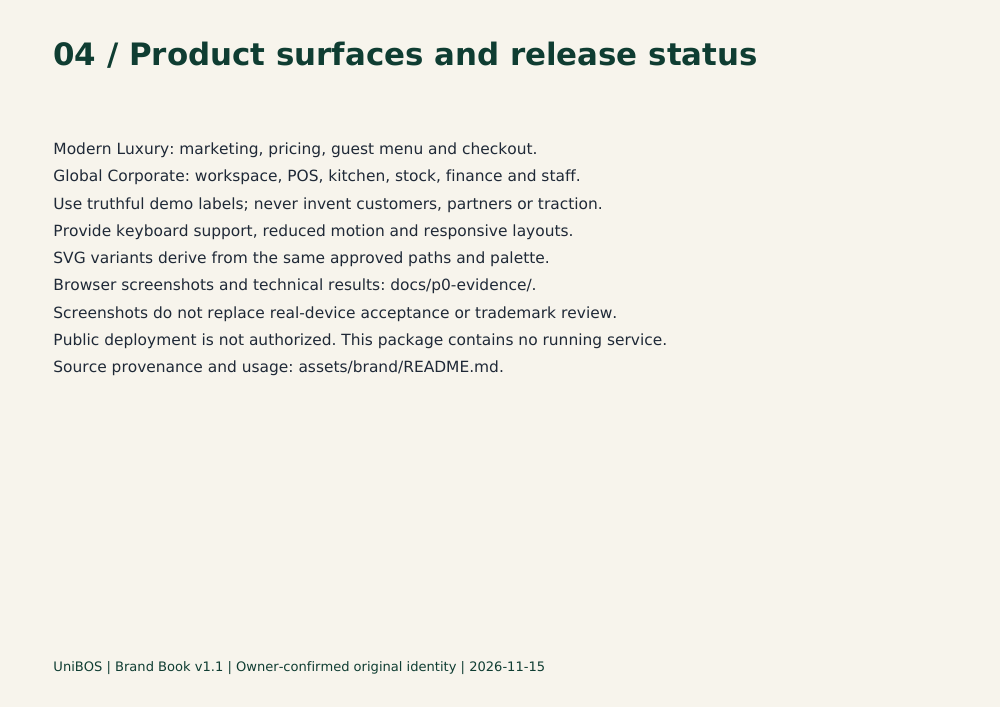 04 / Product surfaces and release status
Modern Luxury: marketing, pricing, guest menu and checkout.
Global Corporate: workspace, POS, kitchen, stock, finance and staff.
Use truthful demo labels; never invent customers, partners or traction.
Provide keyboard support, reduced motion and responsive layouts.
SVG variants derive from the same approved paths and palette.
Browser screenshots and technical results: docs/p0-evidence/.
Screenshots do not replace real-device acceptance or trademark review.
Public deployment is not authorized. This package contains no running service.
Source provenance and usage: assets/brand/README.md.
UniBOS | Brand Book v1.1 | Owner-confirmed original identity | 2026-11-15